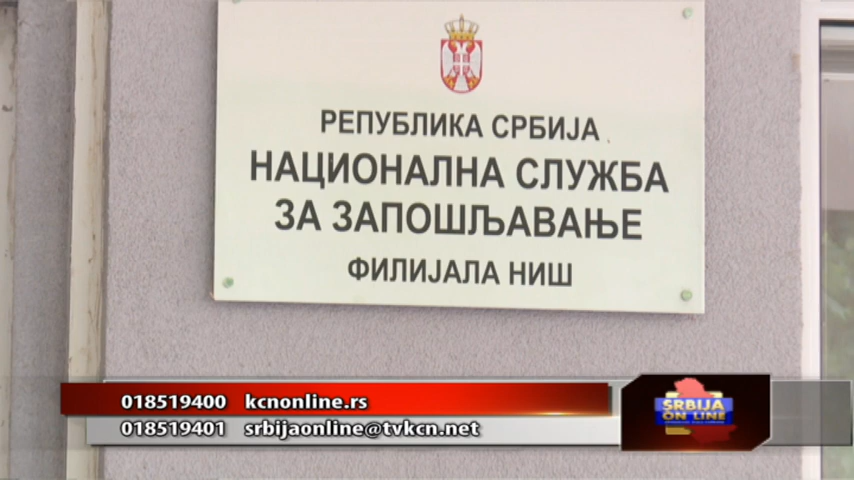 РЕПУБЛИКА СРБИЈА
НАЦИОНАЛНА СЛУЖБА
ЗА ЗАПОШЉАВАЊЕ
ФИЛИЈАЛА НИШ
018519400 kcnonline.rs
018519401 srbijaonline@tvkcn.net
SRBIJA
ON LINE